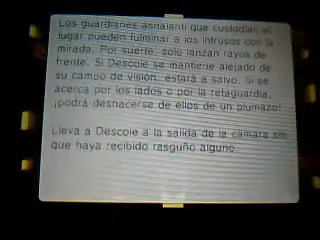 Los guardianes ashalanti que custodian el
lugar pueden fulminar a los intrusos con la
mirada. Por suerte, solo lanzan rayos de
frente. Si Descole se mantiene alejado de
su campo de visión, estará a salvo. Si se
acerca por los lados o por la retaguardia,
¡podrá deshacerse de ellos de un plumazo!
Lleva a Descole a la salida de la cámara sin
que haya recibido rasguño alguno.